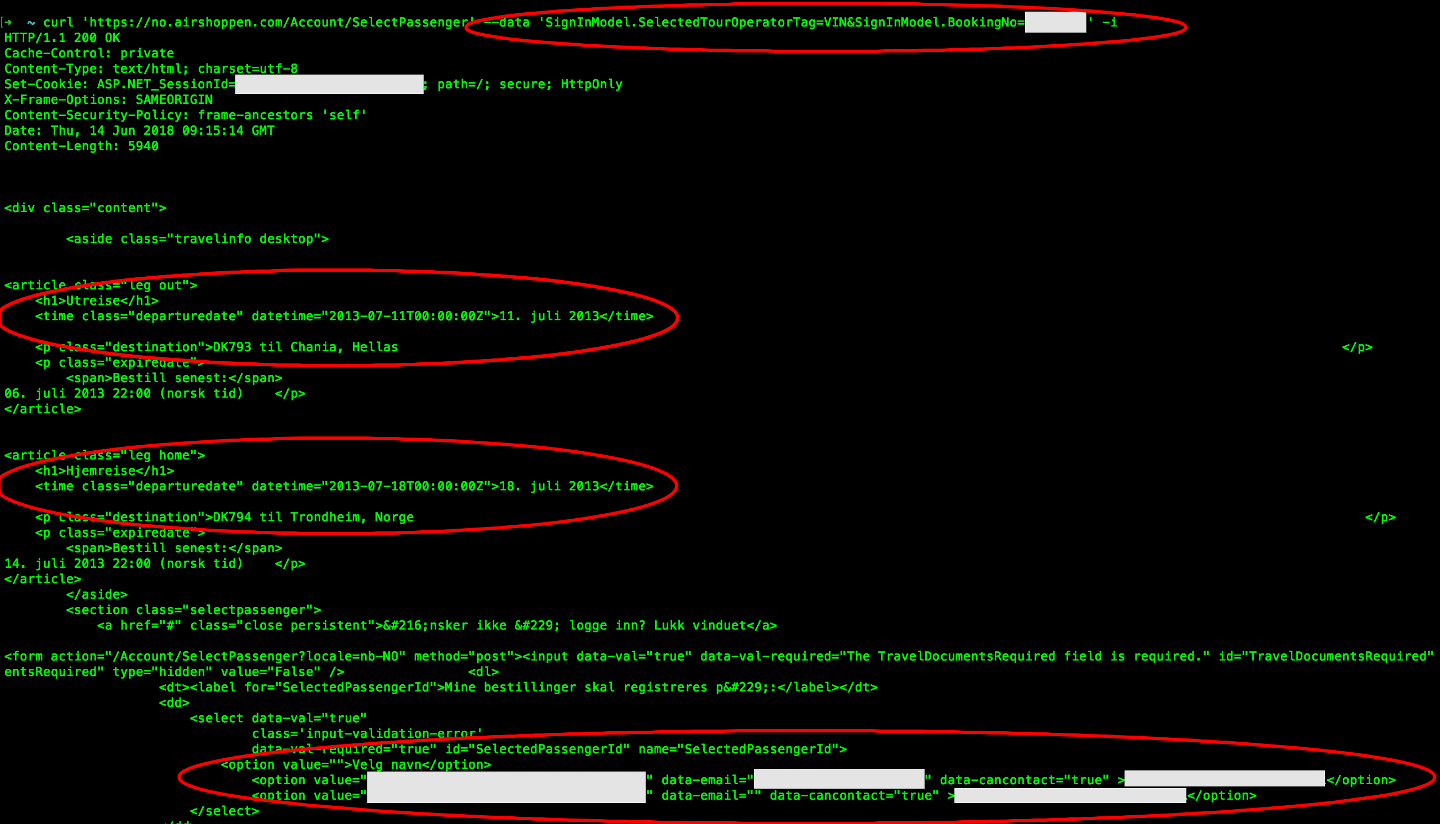 [➜  ~ curl 'https://no.airshoppen.com/Account/SelectPassenger' --data 'SignInModel.SelectedTourOperatorTag=VIN&SignInModel.BookingNo= ' -i
HTTP/1.1 200 OK
Cache-Control: private
Content-Type: text/html; charset=utf-8
Set-Cookie: ASP.NET_SessionId= ; path=/; secure; HttpOnly
X-Frame-Options: SAMEORIGIN
Content-Security-Policy: frame-ancestors 'self'
Date: Thu, 14 Jun 2018 09:15:14 GMT
Content-Length: 5940
<div class="content">
<aside class="travelinfo desktop">
<article class="leg out">
<h1>Utreise</h1>
<time class="departuredate" datetime="2013-07-11T00:00:00Z">11. juli 2013</time>
<p class="destination">DK793 til Chania, Hellas </p>
<p class="expiredate">
<span>Bestill senest:</span>
06. juli 2013 22:00 (norsk tid) </p>
</article>
<article class="leg home">
<h1>Hjemreise</h1>
<time class="departuredate" datetime="2013-07-18T00:00:00Z">18. juli 2013</time>
<p class="destination">DK794 til Trondheim, Norge </p>
<p class="expiredate">
<span>Bestill senest:</span>
14. juli 2013 22:00 (norsk tid) </p>
</article>
</aside>
<section class="selectpassenger">
<a href="#" class="close persistent">&#216;nsker ikke &#229; logge inn? Lukk vinduet</a>
<form action="/Account/SelectPassenger?locale=nb-NO" method="post"><input data-val="true" data-val-required="The TravelDocumentsRequired field is required." id="TravelDocumentsRequired"
entsRequired" type="hidden" value="False" /> <dl>
<dt><label for="SelectedPassengerId">Mine bestillinger skal registreres p&#229;:</label></dt>
<dd>
<select data-val="true"
class='input-validation-error'
data-val-required="true" id="SelectedPassengerId" name="SelectedPassengerId">
<option value="">Velg navn</option>
<option value=" " data-email=" " data-cancontact="true" > </option>
<option value=" " data-email="" data-cancontact="true" > </option>
</select>
</dd>